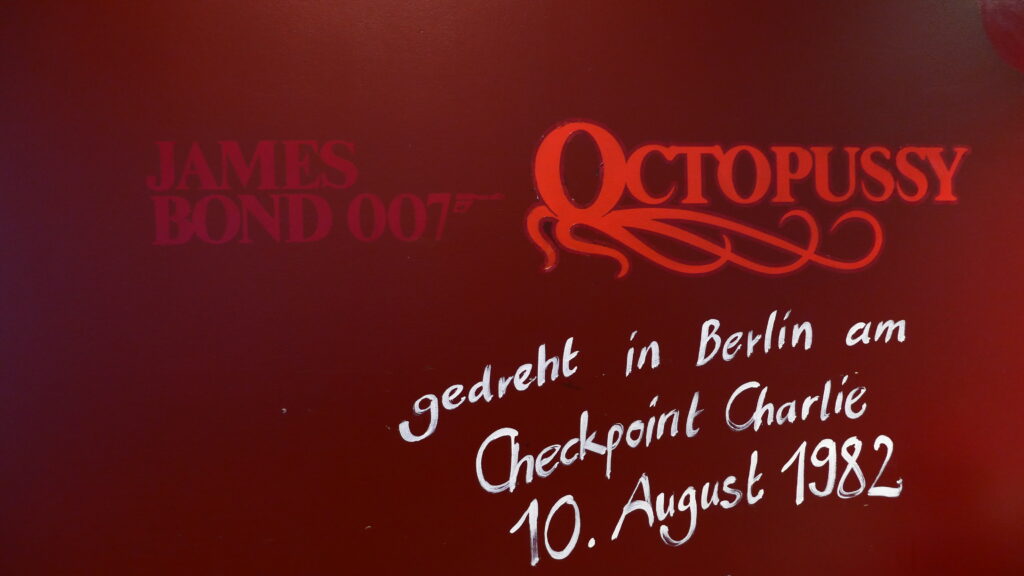 JAMES
BOND 007
OCTOPUSSY
gedreht in Berlin am
Checkpoint Charlie
10. August 1982